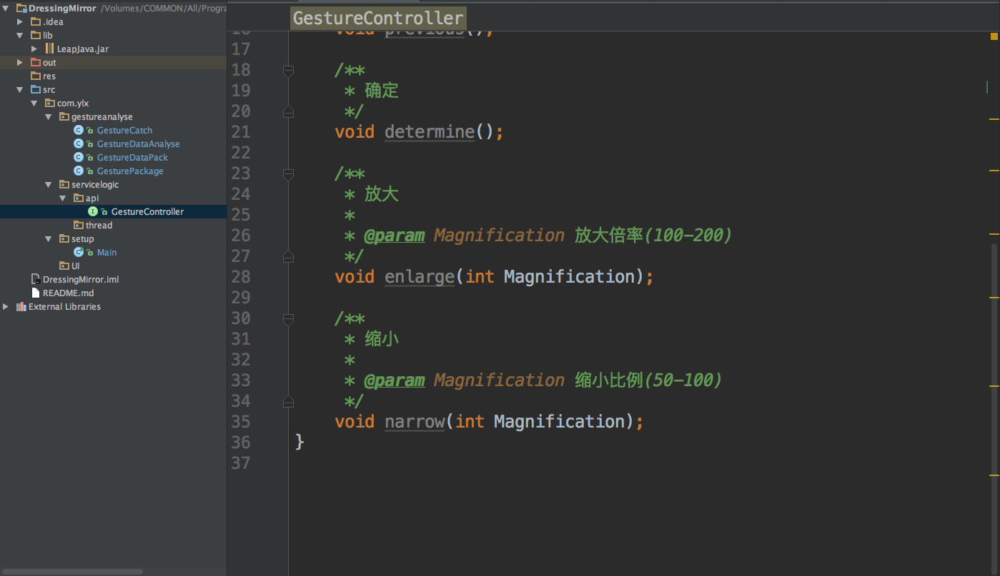 DressingMirror /Volumes/COMMON/All/Progra
.idea
lib
LeapJava.jar
out
res
src
com.ylx
gestureanalyse
GestureCatch
GestureDataAnalyse
GestureDataPack
GesturePackage
servicelogic
api
GestureController
thread
setup
Main
UI
DressingMirror.iml
README.md
External Libraries
GestureController
16 void previous();
17
18 /**
19 * 确定
20 */
21 void determine();
22
23 /**
24 * 放大
25 *
26 * @param Magnification 放大倍率(100-200)
27 */
28 void enlarge(int Magnification);
29
30 /**
31 * 缩小
32 *
33 * @param Magnification 缩小比例(50-100)
34 */
35 void narrow(int Magnification);
36 }
37